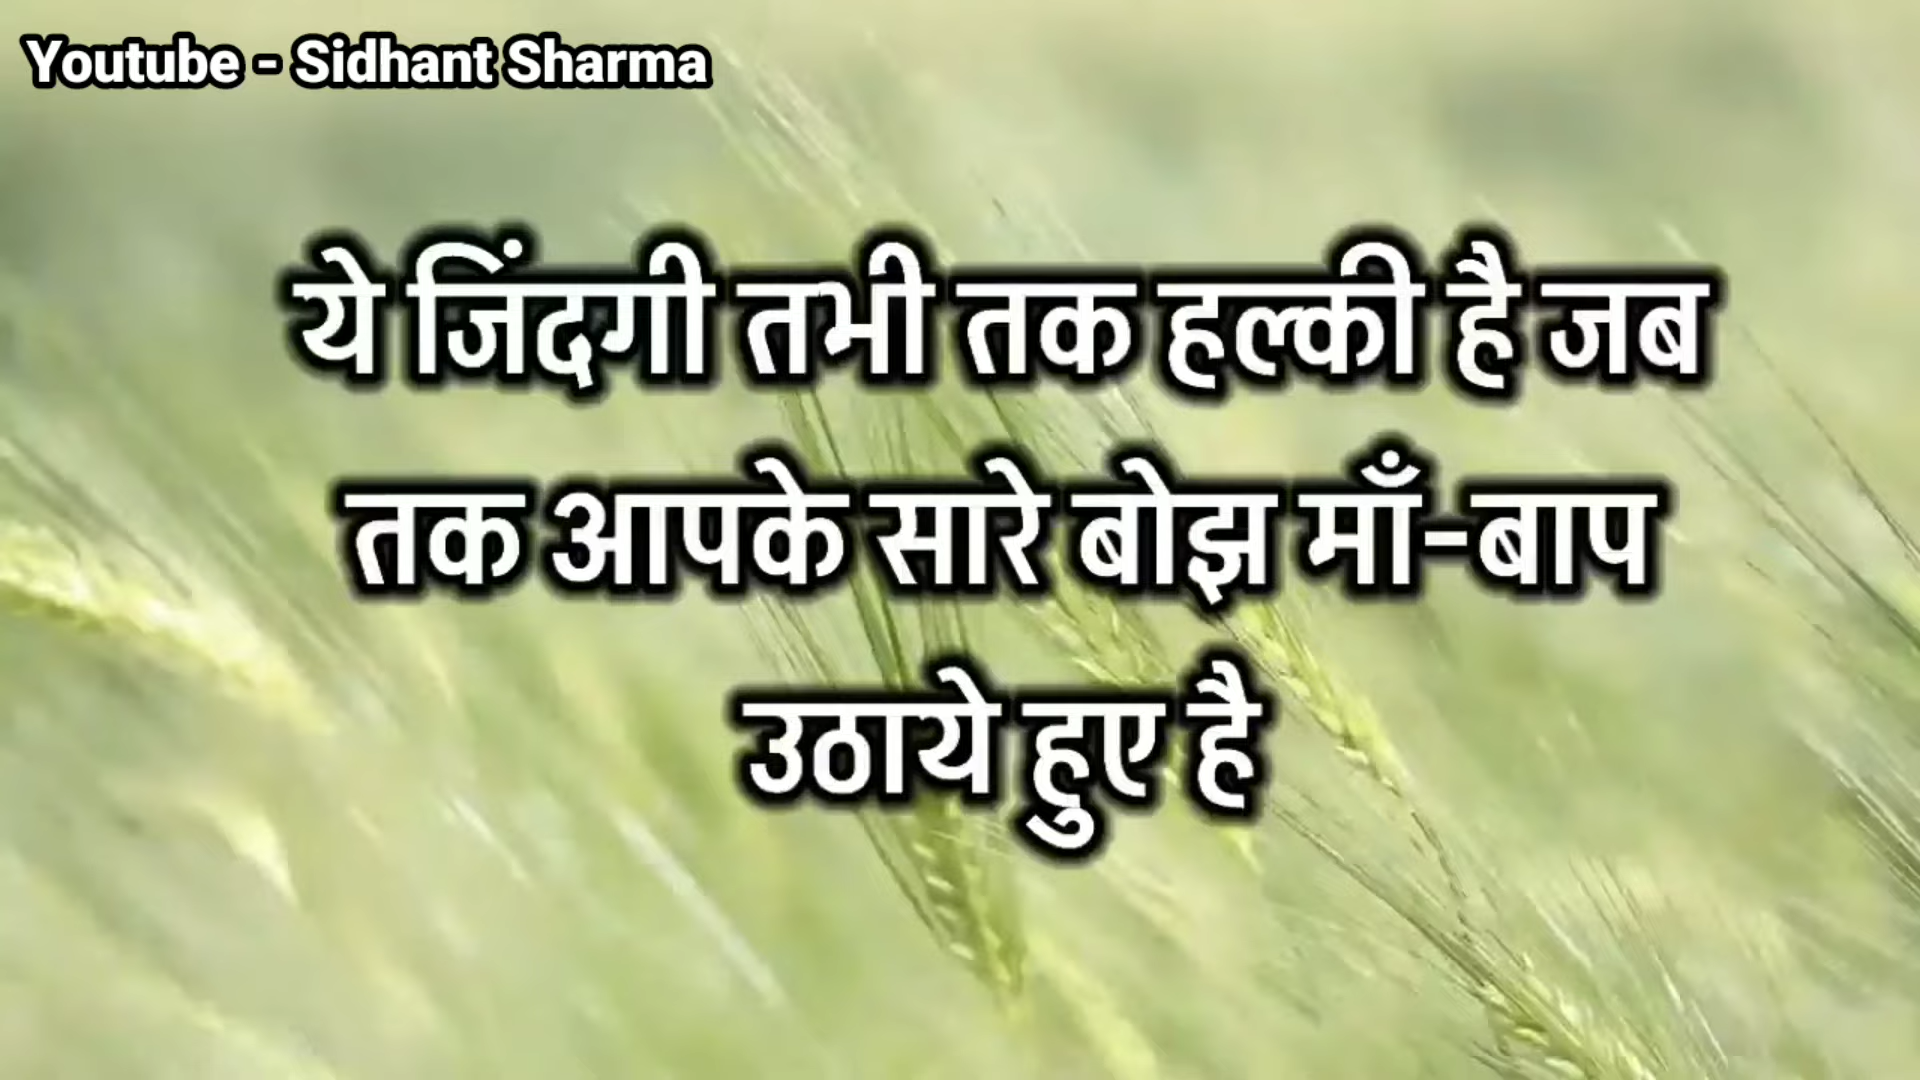 Youtube - Sidhant Sharma
ये जिंदगी तभी तक हल्की है जब
तक आपके सारे बोझ माँ-बाप
उठाये हुए है